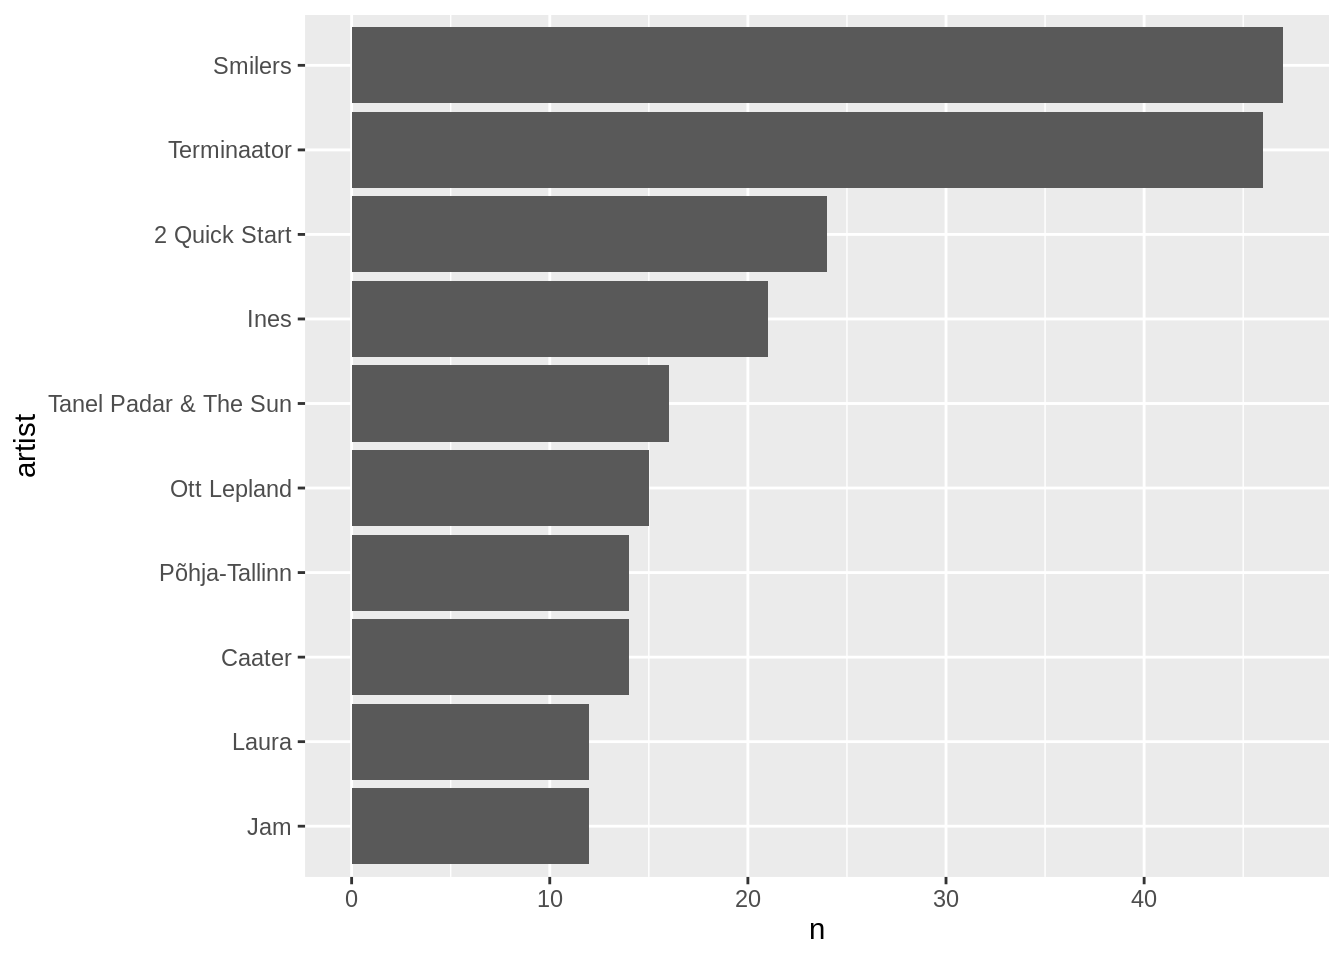 Smilers
Terminaator
2 Quick Start
Ines
Tanel Padar & The Sun
Ott Lepland
Põhja-Tallinn
Caater
Laura
Jam
artist
0 10 20 30 40
n